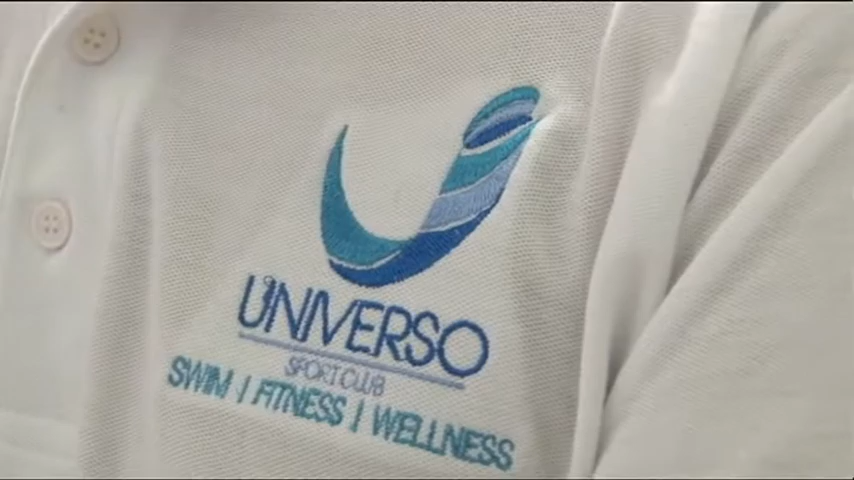 UNIVERSO
SPORT CLUB
SWIM / FITNESS / WELLNESS